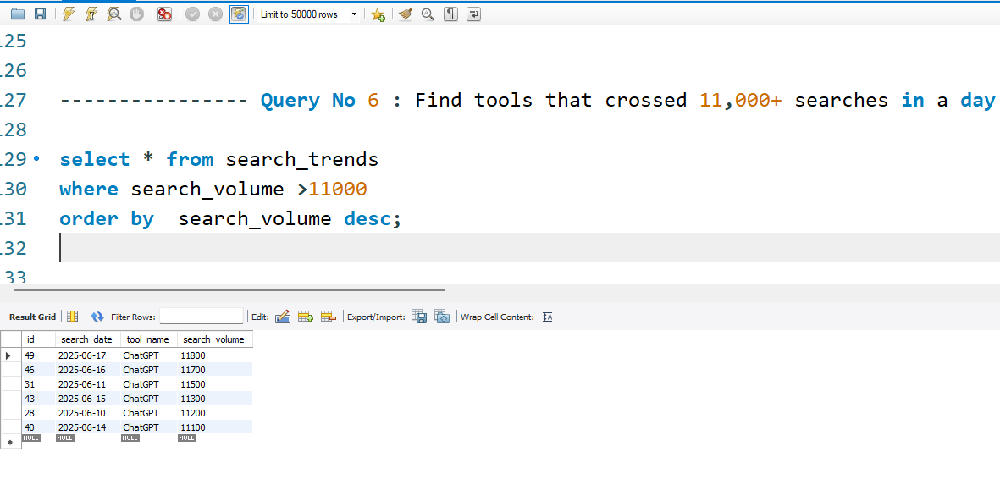 Limit to 50000 rows
25
26
27 ---------------- Query No 6 : Find tools that crossed 11,000+ searches in a day
28
29 select * from search_trends
30 where search_volume >11000
31 order by  search_volume desc;
32
33
Result Grid Filter Rows: Edit: Export/Import: Wrap Cell Content: IA
id search_date tool_name search_volume
49 2025-06-17 ChatGPT 11800
46 2025-06-16 ChatGPT 11700
31 2025-06-11 ChatGPT 11500
43 2025-06-15 ChatGPT 11300
28 2025-06-10 ChatGPT 11200
40 2025-06-14 ChatGPT 11100
NULL NULL NULL NULL